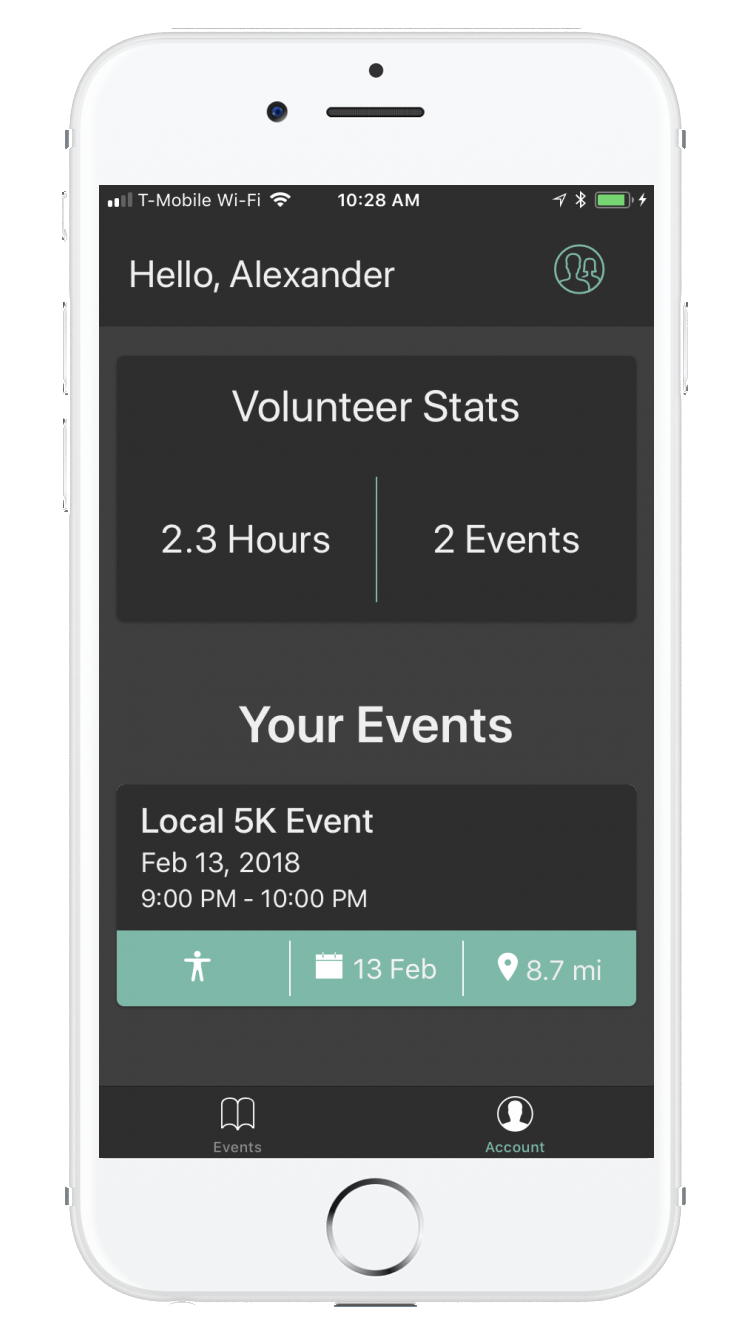 T-Mobile Wi-Fi 10:28 AM
Hello, Alexander
Volunteer Stats
2.3 Hours 2 Events
Your Events
Local 5K Event
Feb 13, 2018
9:00 PM - 10:00 PM
13 Feb 8.7 mi
Events Account